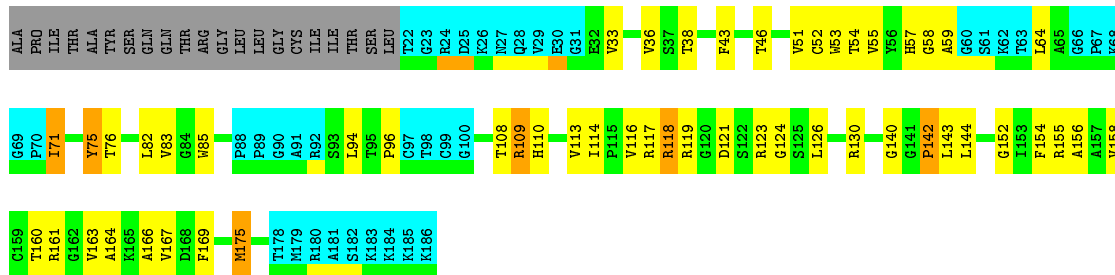 ALA PRO ILE THR ALA TYR SER GLN GLN THR ARG GLY LEU LEU GLY CYS ILE ILE THR SER LEU T22 G23 R24 D25 K26 N27 Q28 V29 E30 G31 E32 V33 V36 S37 T38 F43 T46 V51 C52 W53 T54 V55 Y56 H57 G58 A59 G60 S61 K62 T63 L64 A65 G66 P67 K68
G69 P70 I71 Y75 T76 L82 V83 G84 W85 P88 P89 G90 A91 R92 S93 L94 T95 P96 C97 T98 C99 G100 T108 R109 H110 V113 I114 P115 V116 R117 R118 R119 G120 D121 S122 R123 G124 S125 L126 R130 G140 G141 P142 L143 L144 G152 I153 F154 R155 A156 A157 V158
C159 T160 R161 G162 V163 A164 K165 A166 V167 D168 F169 M175 T178 M179 R180 A181 S182 K183 K184 K185 K186